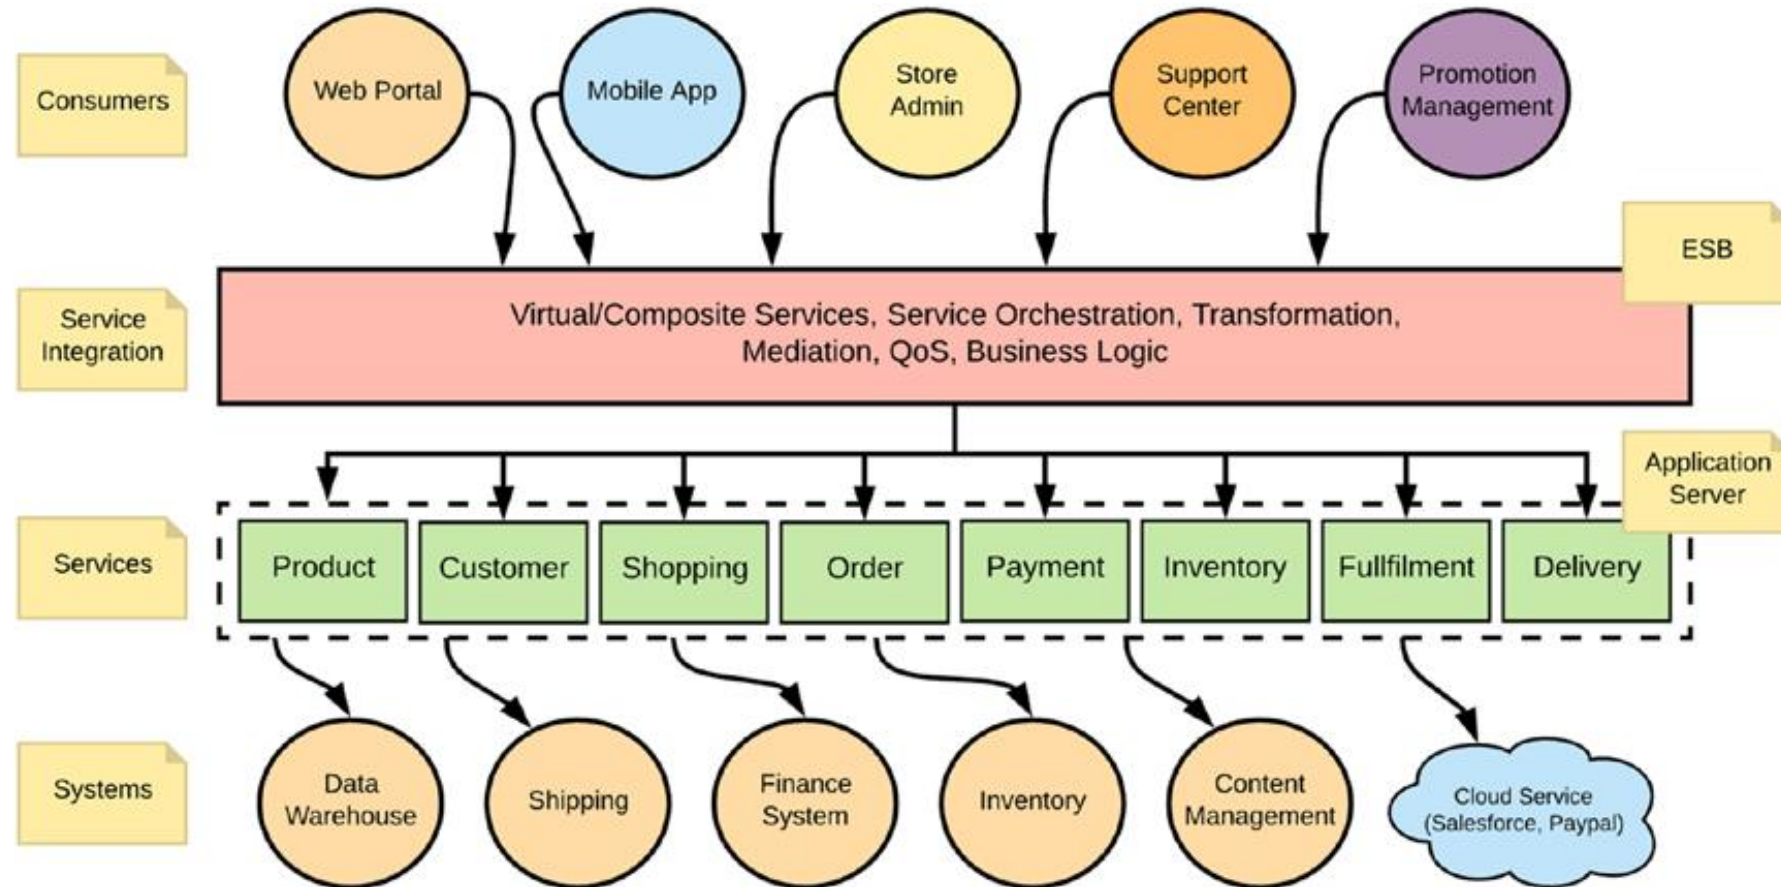 Consumers
Web Portal
Mobile App
Store
Admin
Support
Center
Promotion
Management
ESB
Service
Integration
Virtual/Composite Services, Service Orchestration, Transformation,
Mediation, QoS, Business Logic
Application
Server
Services
Product
Customer
Shopping
Order
Payment
Inventory
Fullfilment
Delivery
Systems
Data
Warehouse
Shipping
Finance
System
Inventory
Content
Management
Cloud Service
(Salesforce, Paypal)